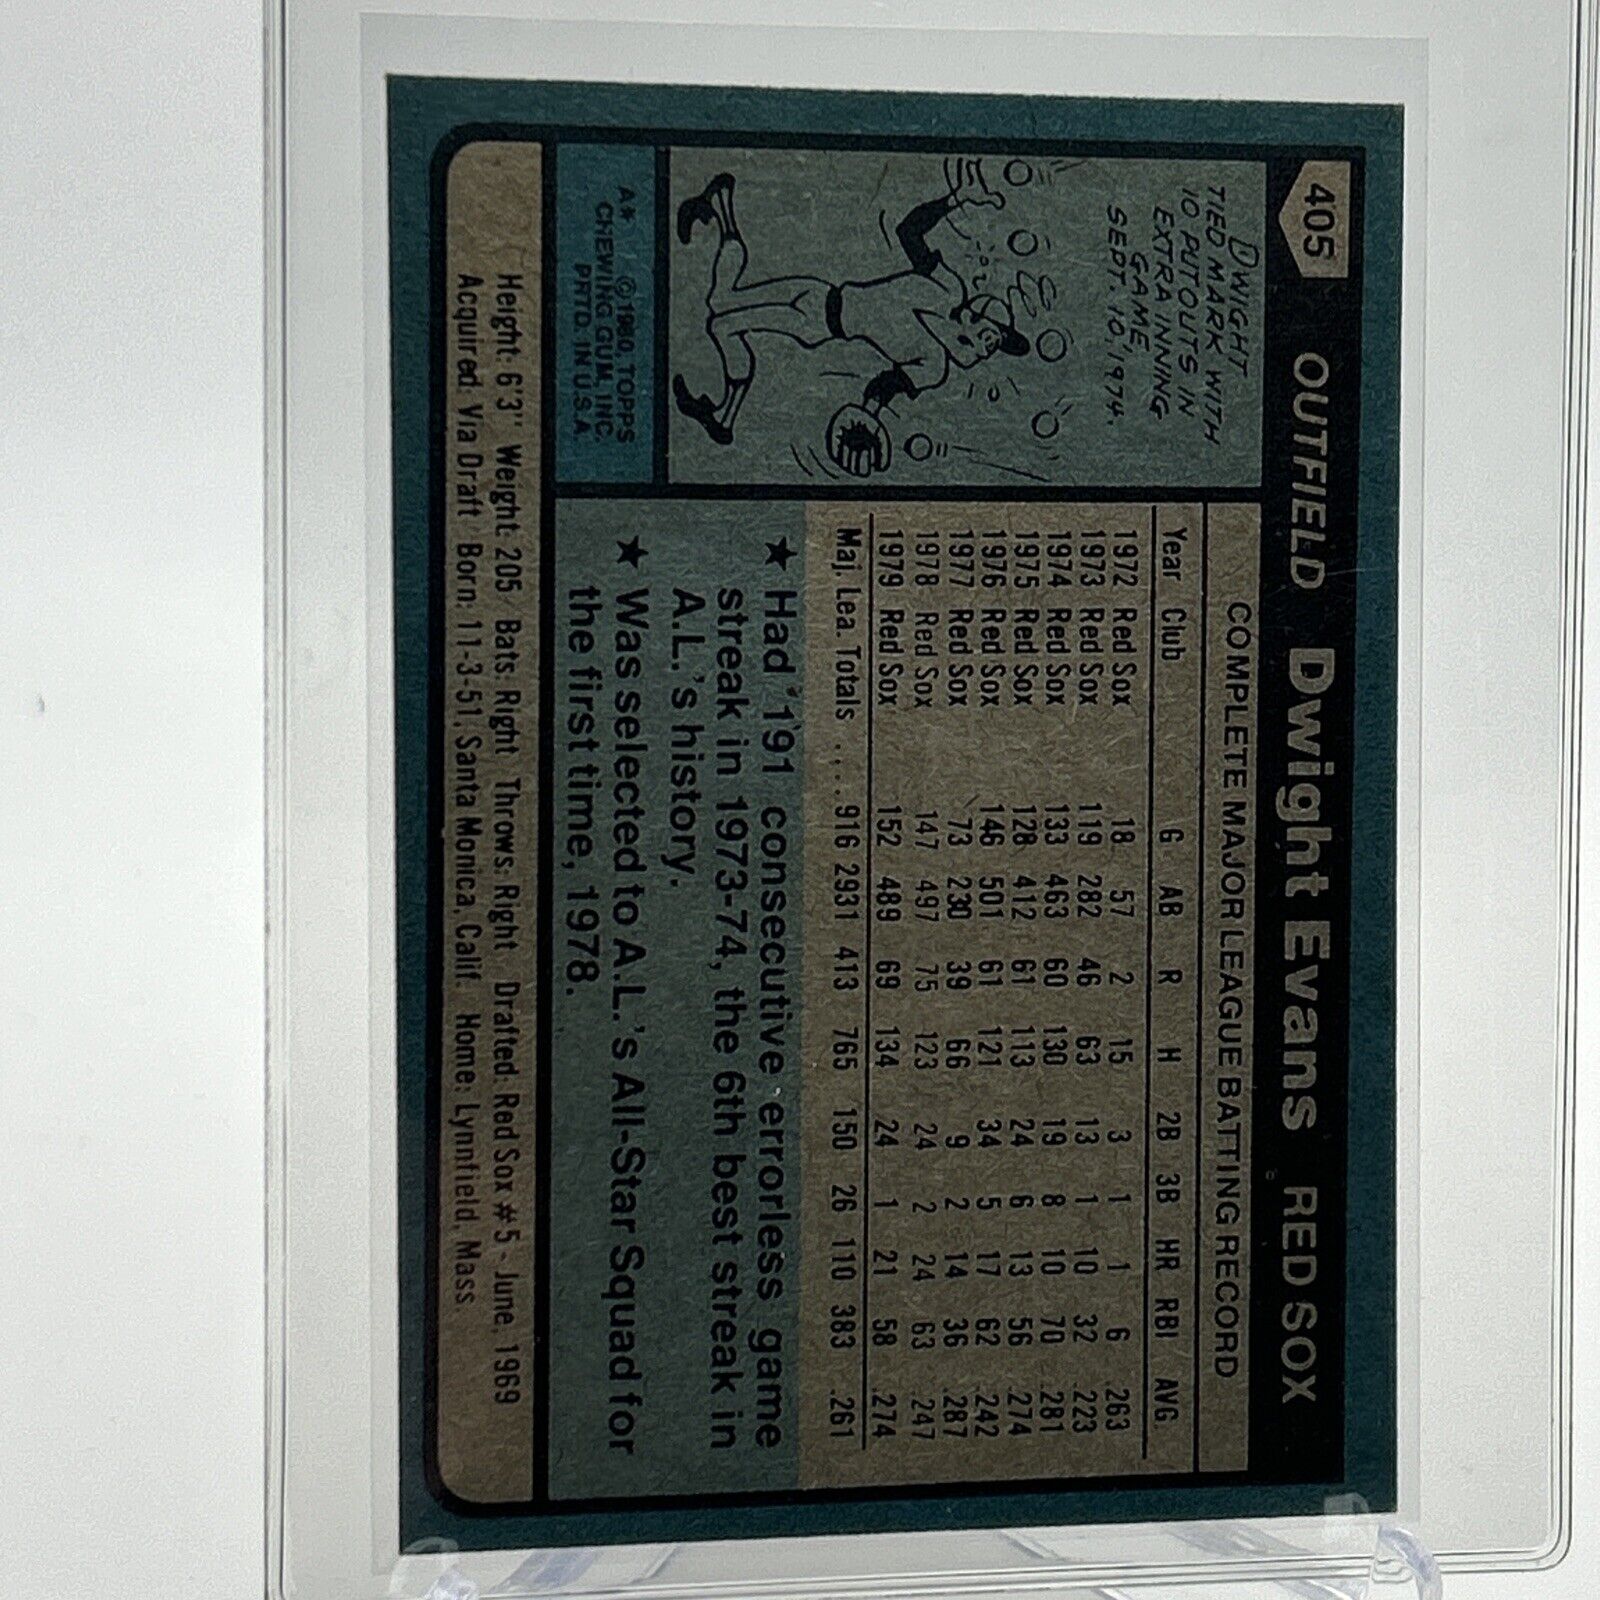 405 OUTFIELD Dwight Evans RED SOX
DWIGHT
TIED MARK WITH
10 PUTOUTS IN
EXTRA INNING
GAME,
SEPT. 10, 1974.
A* © 1980, TOPPS
CHEWING GUM, INC.
PRTD. IN U.S.A.
COMPLETE MAJOR LEAGUE BATTING RECORD
Year Club G AB R H 2B 3B HR RBI AVG
1972 Red Sox 18 57 2 15 3 1 1 6 .263
1973 Red Sox 119 282 46 63 13 1 10 32 .223
1974 Red Sox 133 463 60 130 19 8 10 70 .281
1975 Red Sox 128 412 61 113 24 6 13 56 .274
1976 Red Sox 146 501 61 121 34 5 17 62 .242
1977 Red Sox 73 230 39 66 9 2 14 36 .287
1978 Red Sox 147 497 75 123 24 2 24 63 .247
1979 Red Sox 152 489 69 134 24 1 21 58 .274
Maj. Lea. Totals .... 916 2931 413 765 150 26 110 383 .261
★ Had 191 consecutive errorless game
streak in 1973-74, the 6th best streak in
A.L.'s history.
★ Was selected to A.L.'s All-Star Squad for
the first time, 1978.
Height: 6'3" Weight: 205 Bats: Right Throws: Right Drafted: Red Sox #5 - June, 1969
Acquired: Via Draft Born: 11-3-51, Santa Monica, Calif. Home: Lynnfield, Mass.